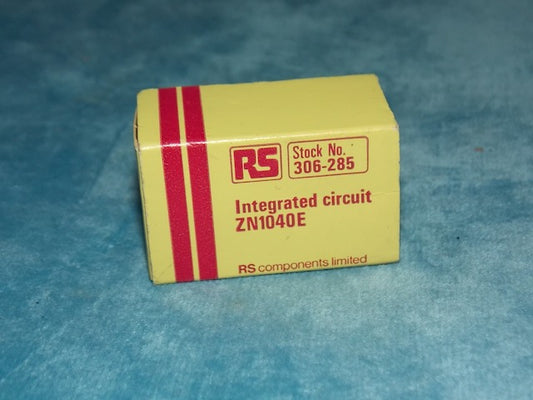 RS
Stock No.
306-285
Integrated circuit
ZN1040E
RS components limited